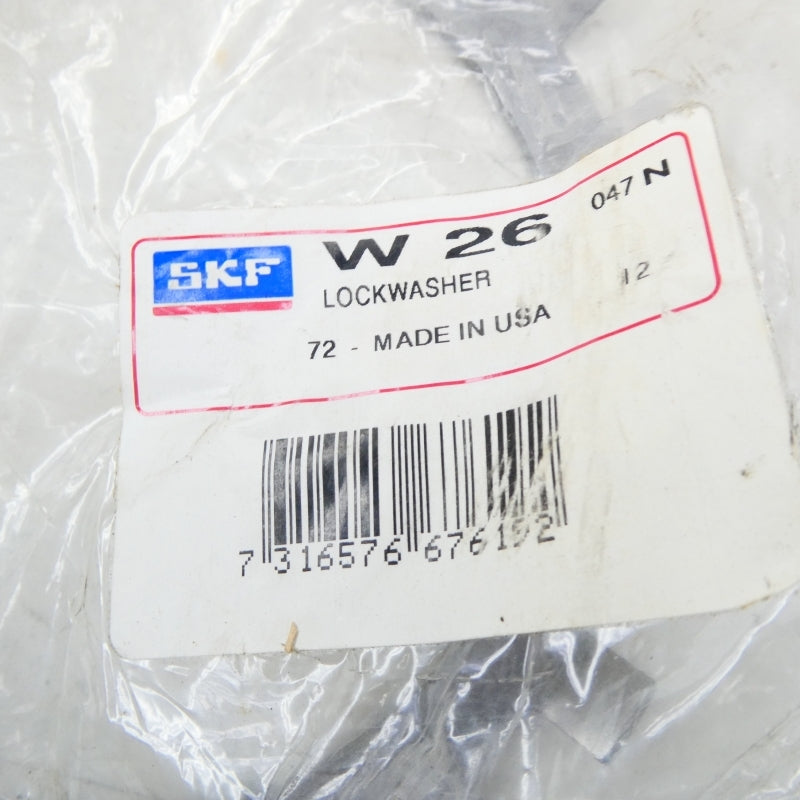 SKF W 26 047 N
LOCKWASHER 12
72 - MADE IN USA
7 316576 676192